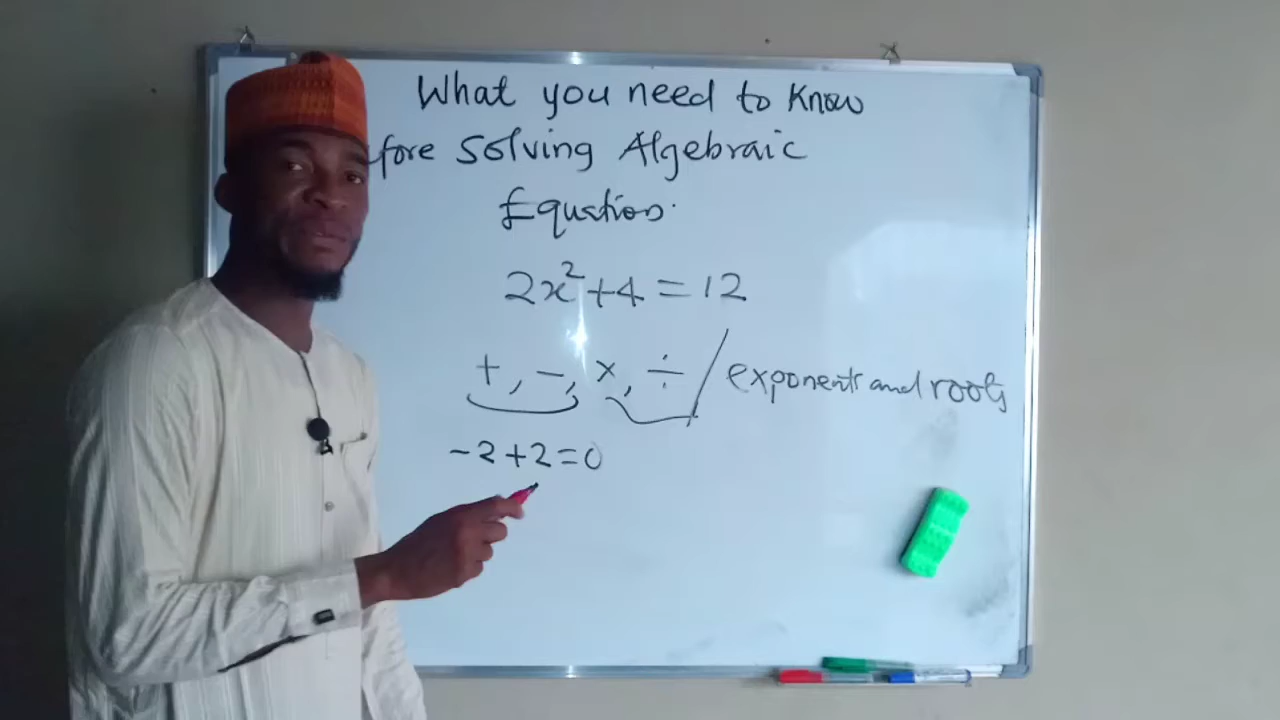 What you need to Know
fore Solving Algebraic
Equation.
2x²+4=12
+, -, ×, ÷ / exponents and roots
-2+2=0